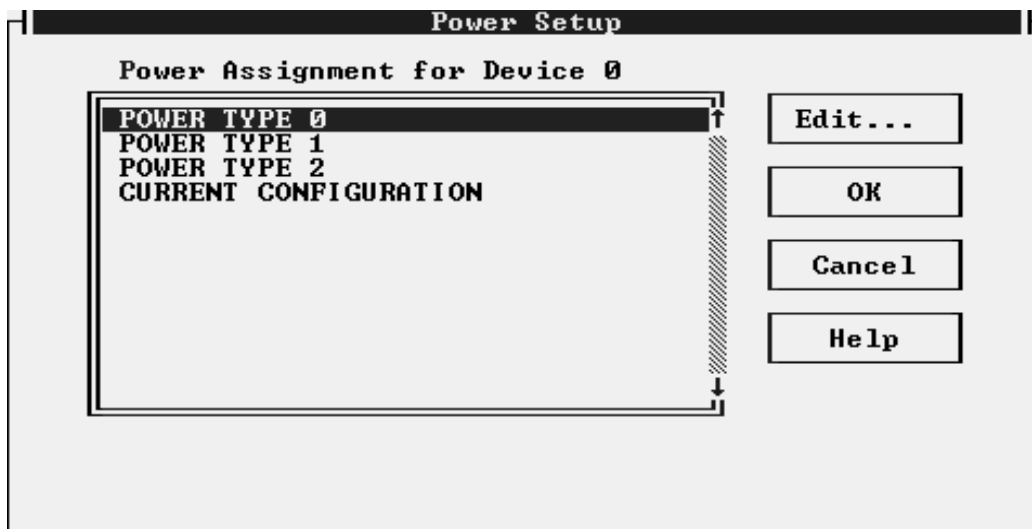 Power Setup
Power Assignment for Device 0
POWER TYPE 0
POWER TYPE 1
POWER TYPE 2
CURRENT CONFIGURATION
Edit...
OK
Cancel
Help